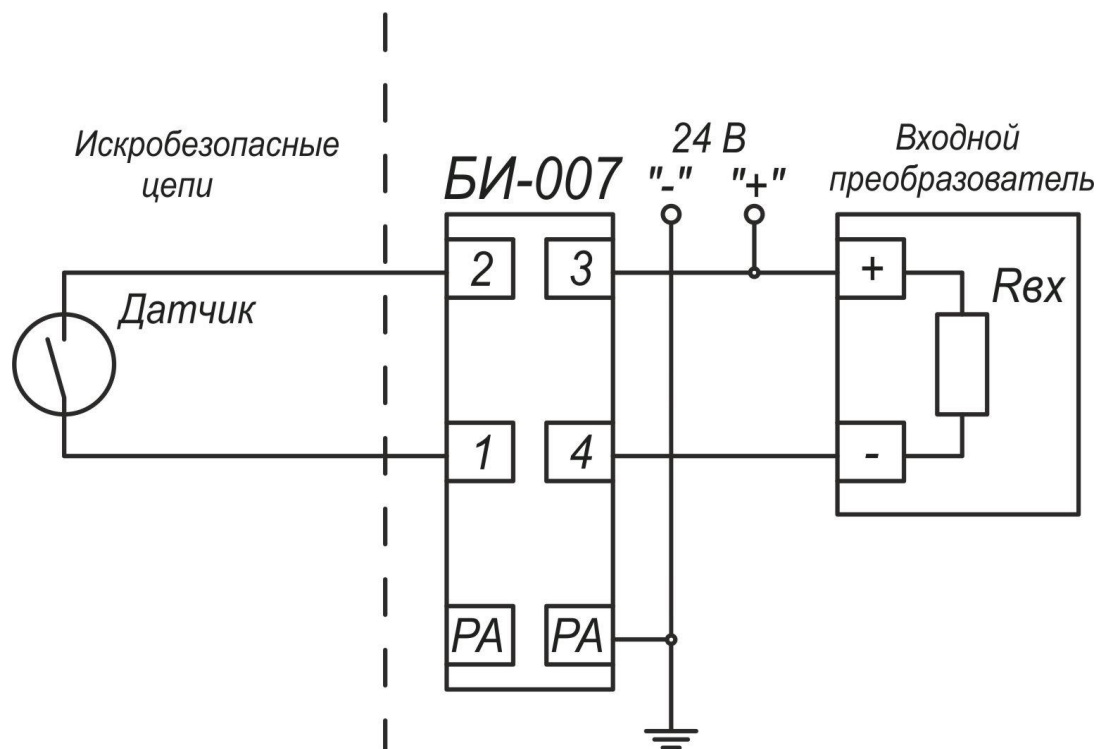 Искробезопасные
цепи
БИ-007
24 В
"-" "+"
Входной
преобразователь
2
3
+
Rвх
Датчик
1
4
-
PA
PA